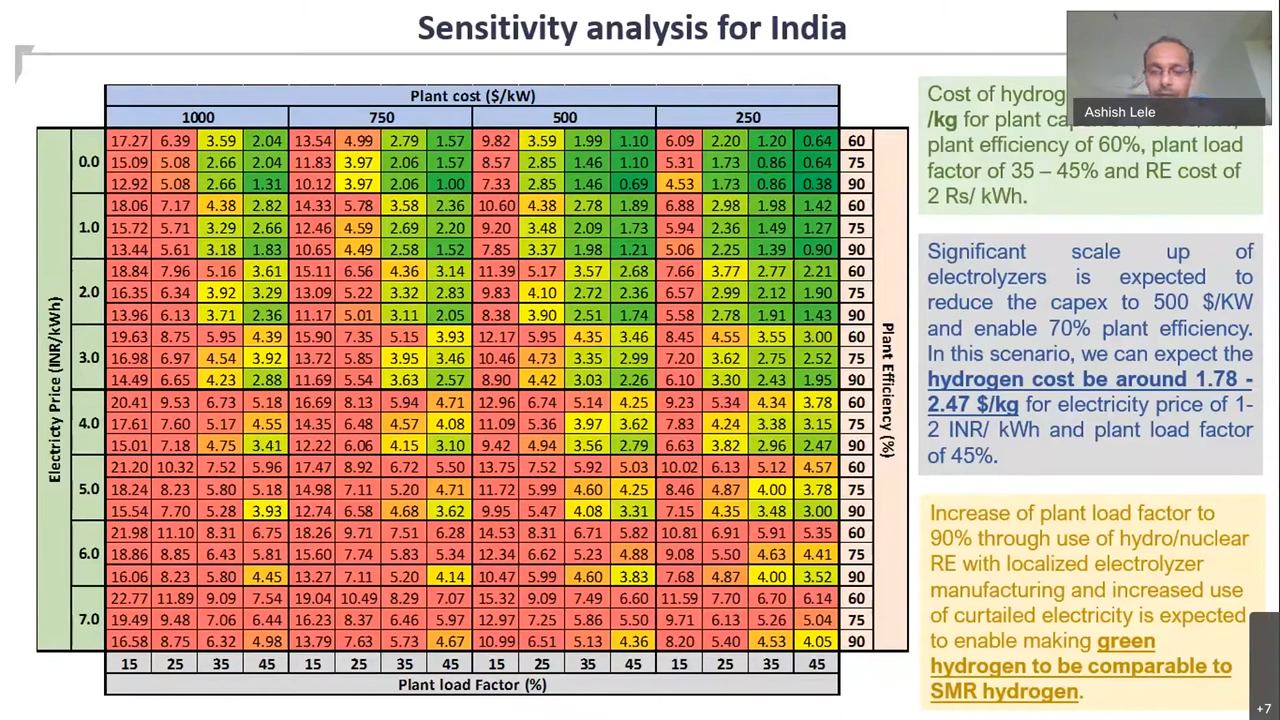 Sensitivity analysis for India
Ashish Lele
Plant cost ($/kW)
1000 750 500 250
0.0 17.27 6.39 3.59 2.04 13.54 4.99 2.79 1.57 9.82 3.59 1.99 1.10 6.09 2.20 1.20 0.64 60
15.09 5.08 2.66 2.04 11.83 3.97 2.06 1.57 8.57 2.85 1.46 1.10 5.31 1.73 0.86 0.64 75
12.92 5.08 2.66 1.31 10.12 3.97 2.06 1.00 7.33 2.85 1.46 0.69 4.53 1.73 0.86 0.38 90
1.0 18.06 7.17 4.38 2.82 14.33 5.78 3.58 2.36 10.60 4.38 2.78 1.89 6.88 2.98 1.98 1.42 60
15.72 5.71 3.29 2.66 12.46 4.59 2.69 2.20 9.20 3.48 2.09 1.73 5.94 2.36 1.49 1.27 75
13.44 5.61 3.18 1.83 10.65 4.49 2.58 1.52 7.85 3.37 1.98 1.21 5.06 2.25 1.39 0.90 90
2.0 18.84 7.96 5.16 3.61 15.11 6.56 4.36 3.14 11.39 5.17 3.57 2.68 7.66 3.77 2.77 2.21 60
16.35 6.34 3.92 3.29 13.09 5.22 3.32 2.83 9.83 4.10 2.72 2.36 6.57 2.99 2.12 1.90 75
13.96 6.13 3.71 2.36 11.17 5.01 3.11 2.05 8.38 3.90 2.51 1.74 5.58 2.78 1.91 1.43 90
3.0 19.63 8.75 5.95 4.39 15.90 7.35 5.15 3.93 12.17 5.95 4.35 3.46 8.45 4.55 3.55 3.00 60
16.98 6.97 4.54 3.92 13.72 5.85 3.95 3.46 10.46 4.73 3.35 2.99 7.20 3.62 2.75 2.52 75
14.49 6.65 4.23 2.88 11.69 5.54 3.63 2.57 8.90 4.42 3.03 2.26 6.10 3.30 2.43 1.95 90
4.0 20.41 9.53 6.73 5.18 16.69 8.13 5.94 4.71 12.96 6.74 5.14 4.25 9.23 5.34 4.34 3.78 60
17.61 7.60 5.17 4.55 14.35 6.48 4.57 4.08 11.09 5.36 3.97 3.62 7.83 4.24 3.38 3.15 75
15.01 7.18 4.75 3.41 12.22 6.06 4.15 3.10 9.42 4.94 3.56 2.79 6.63 3.82 2.96 2.47 90
5.0 21.20 10.32 7.52 5.96 17.47 8.92 6.72 5.50 13.75 7.52 5.92 5.03 10.02 6.13 5.12 4.57 60
18.24 8.23 5.80 5.18 14.98 7.11 5.20 4.71 11.72 5.99 4.60 4.25 8.46 4.87 4.00 3.78 75
15.54 7.70 5.28 3.93 12.74 6.58 4.68 3.62 9.95 5.47 4.08 3.31 7.15 4.35 3.48 3.00 90
6.0 21.98 11.10 8.31 6.75 18.26 9.71 7.51 6.28 14.53 8.31 6.71 5.82 10.81 6.91 5.91 5.35 60
18.86 8.85 6.43 5.81 15.60 7.74 5.83 5.34 12.34 6.62 5.23 4.88 9.08 5.50 4.63 4.41 75
16.06 8.23 5.80 4.45 13.27 7.11 5.20 4.14 10.47 5.99 4.60 3.83 7.68 4.87 4.00 3.52 90
7.0 22.77 11.89 9.09 7.54 19.04 10.49 8.29 7.07 15.32 9.09 7.49 6.60 11.59 7.70 6.70 6.14 60
19.49 9.48 7.06 6.44 16.23 8.37 6.46 5.97 12.97 7.25 5.86 5.50 9.71 6.13 5.26 5.04 75
16.58 8.75 6.32 4.98 13.79 7.63 5.73 4.67 10.99 6.51 5.13 4.36 8.20 5.40 4.53 4.05 90
15 25 35 45 15 25 35 45 15 25 35 45 15 25 35 45
Plant load Factor (%)
Electricty Price (INR/kWh)
Plant Efficiency (%)
Cost of
/kg for plant
plant efficiency of 60%, plant load
factor of 35 – 45% and RE cost of
2 Rs/ kWh.
Significant scale up of
electrolyzers is expected to
reduce the capex to 500 $/KW
and enable 70% plant efficiency.
In this scenario, we can expect the
hydrogen cost be around 1.78 -
2.47 $/kg for electricity price of 1-
2 INR/ kWh and plant load factor
of 45%.
Increase of plant load factor to
90% through use of hydro/nuclear
RE with localized electrolyzer
manufacturing and increased use
of curtailed electricity is expected
to enable making green
hydrogen to be comparable to
SMR hydrogen.
+7